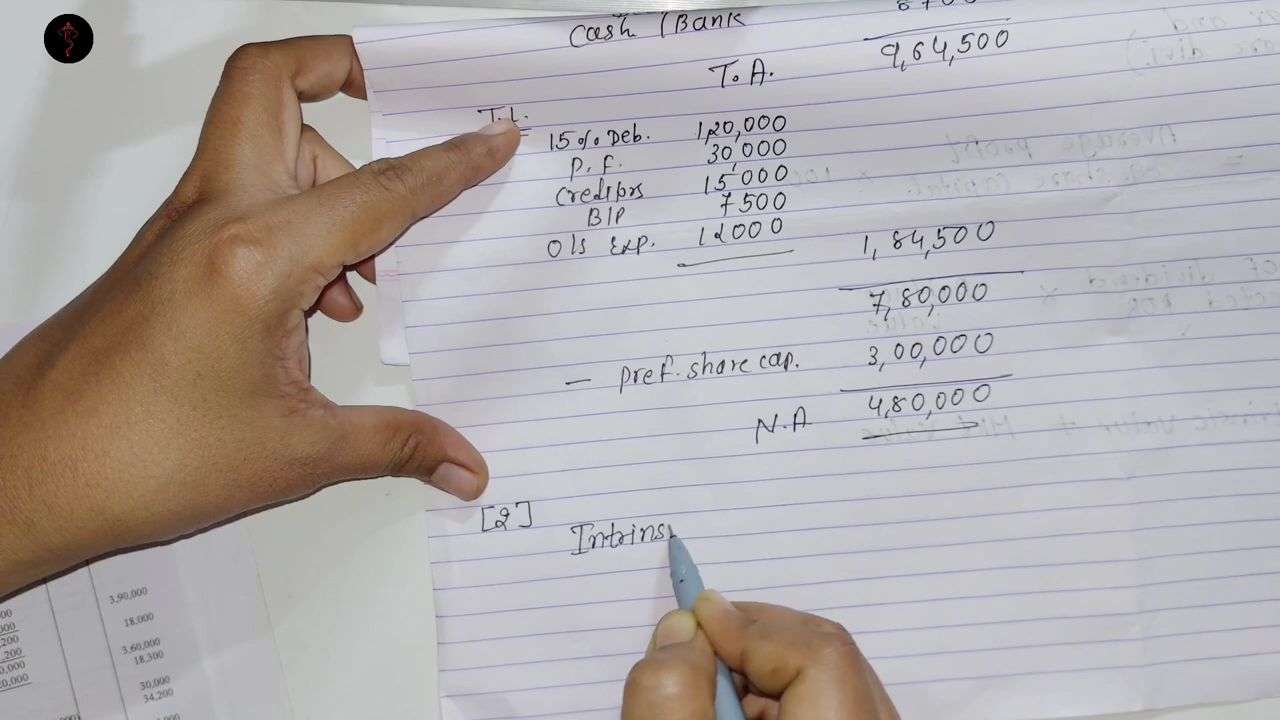 Cash / Bank 8700
9,64,500
T. A.
T.L.
15% Deb. 1,20,000
P. F. 30,000
Creditors 15,000
B/P 7500
O/s Exp. 12000 1,84,500
7,80,000
— Pref. share cap. 3,00,000
N.A 4,80,000
[2] Intrins
3,90,000
18,000
3,60,000
18,300
30,000
34,200